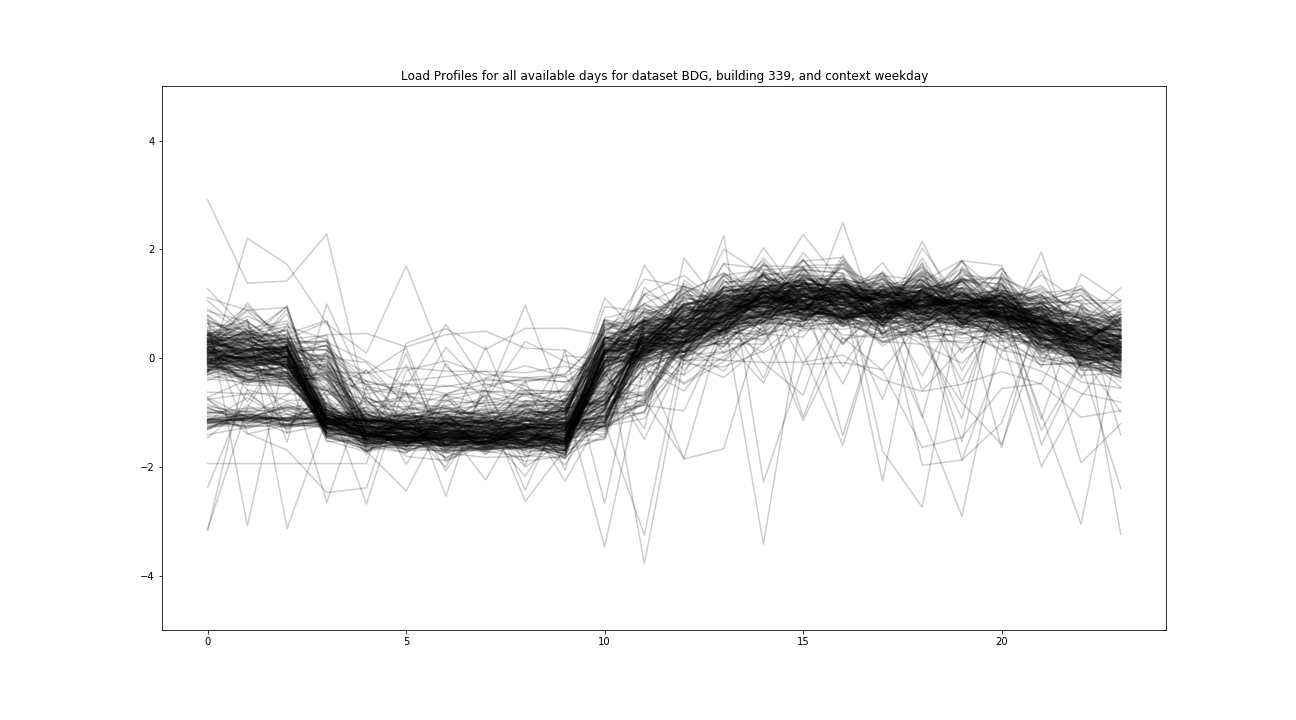 Load Profiles for all available days for dataset BDG, building 339, and context weekday
4
2
0
−2
−4
0 5 10 15 20